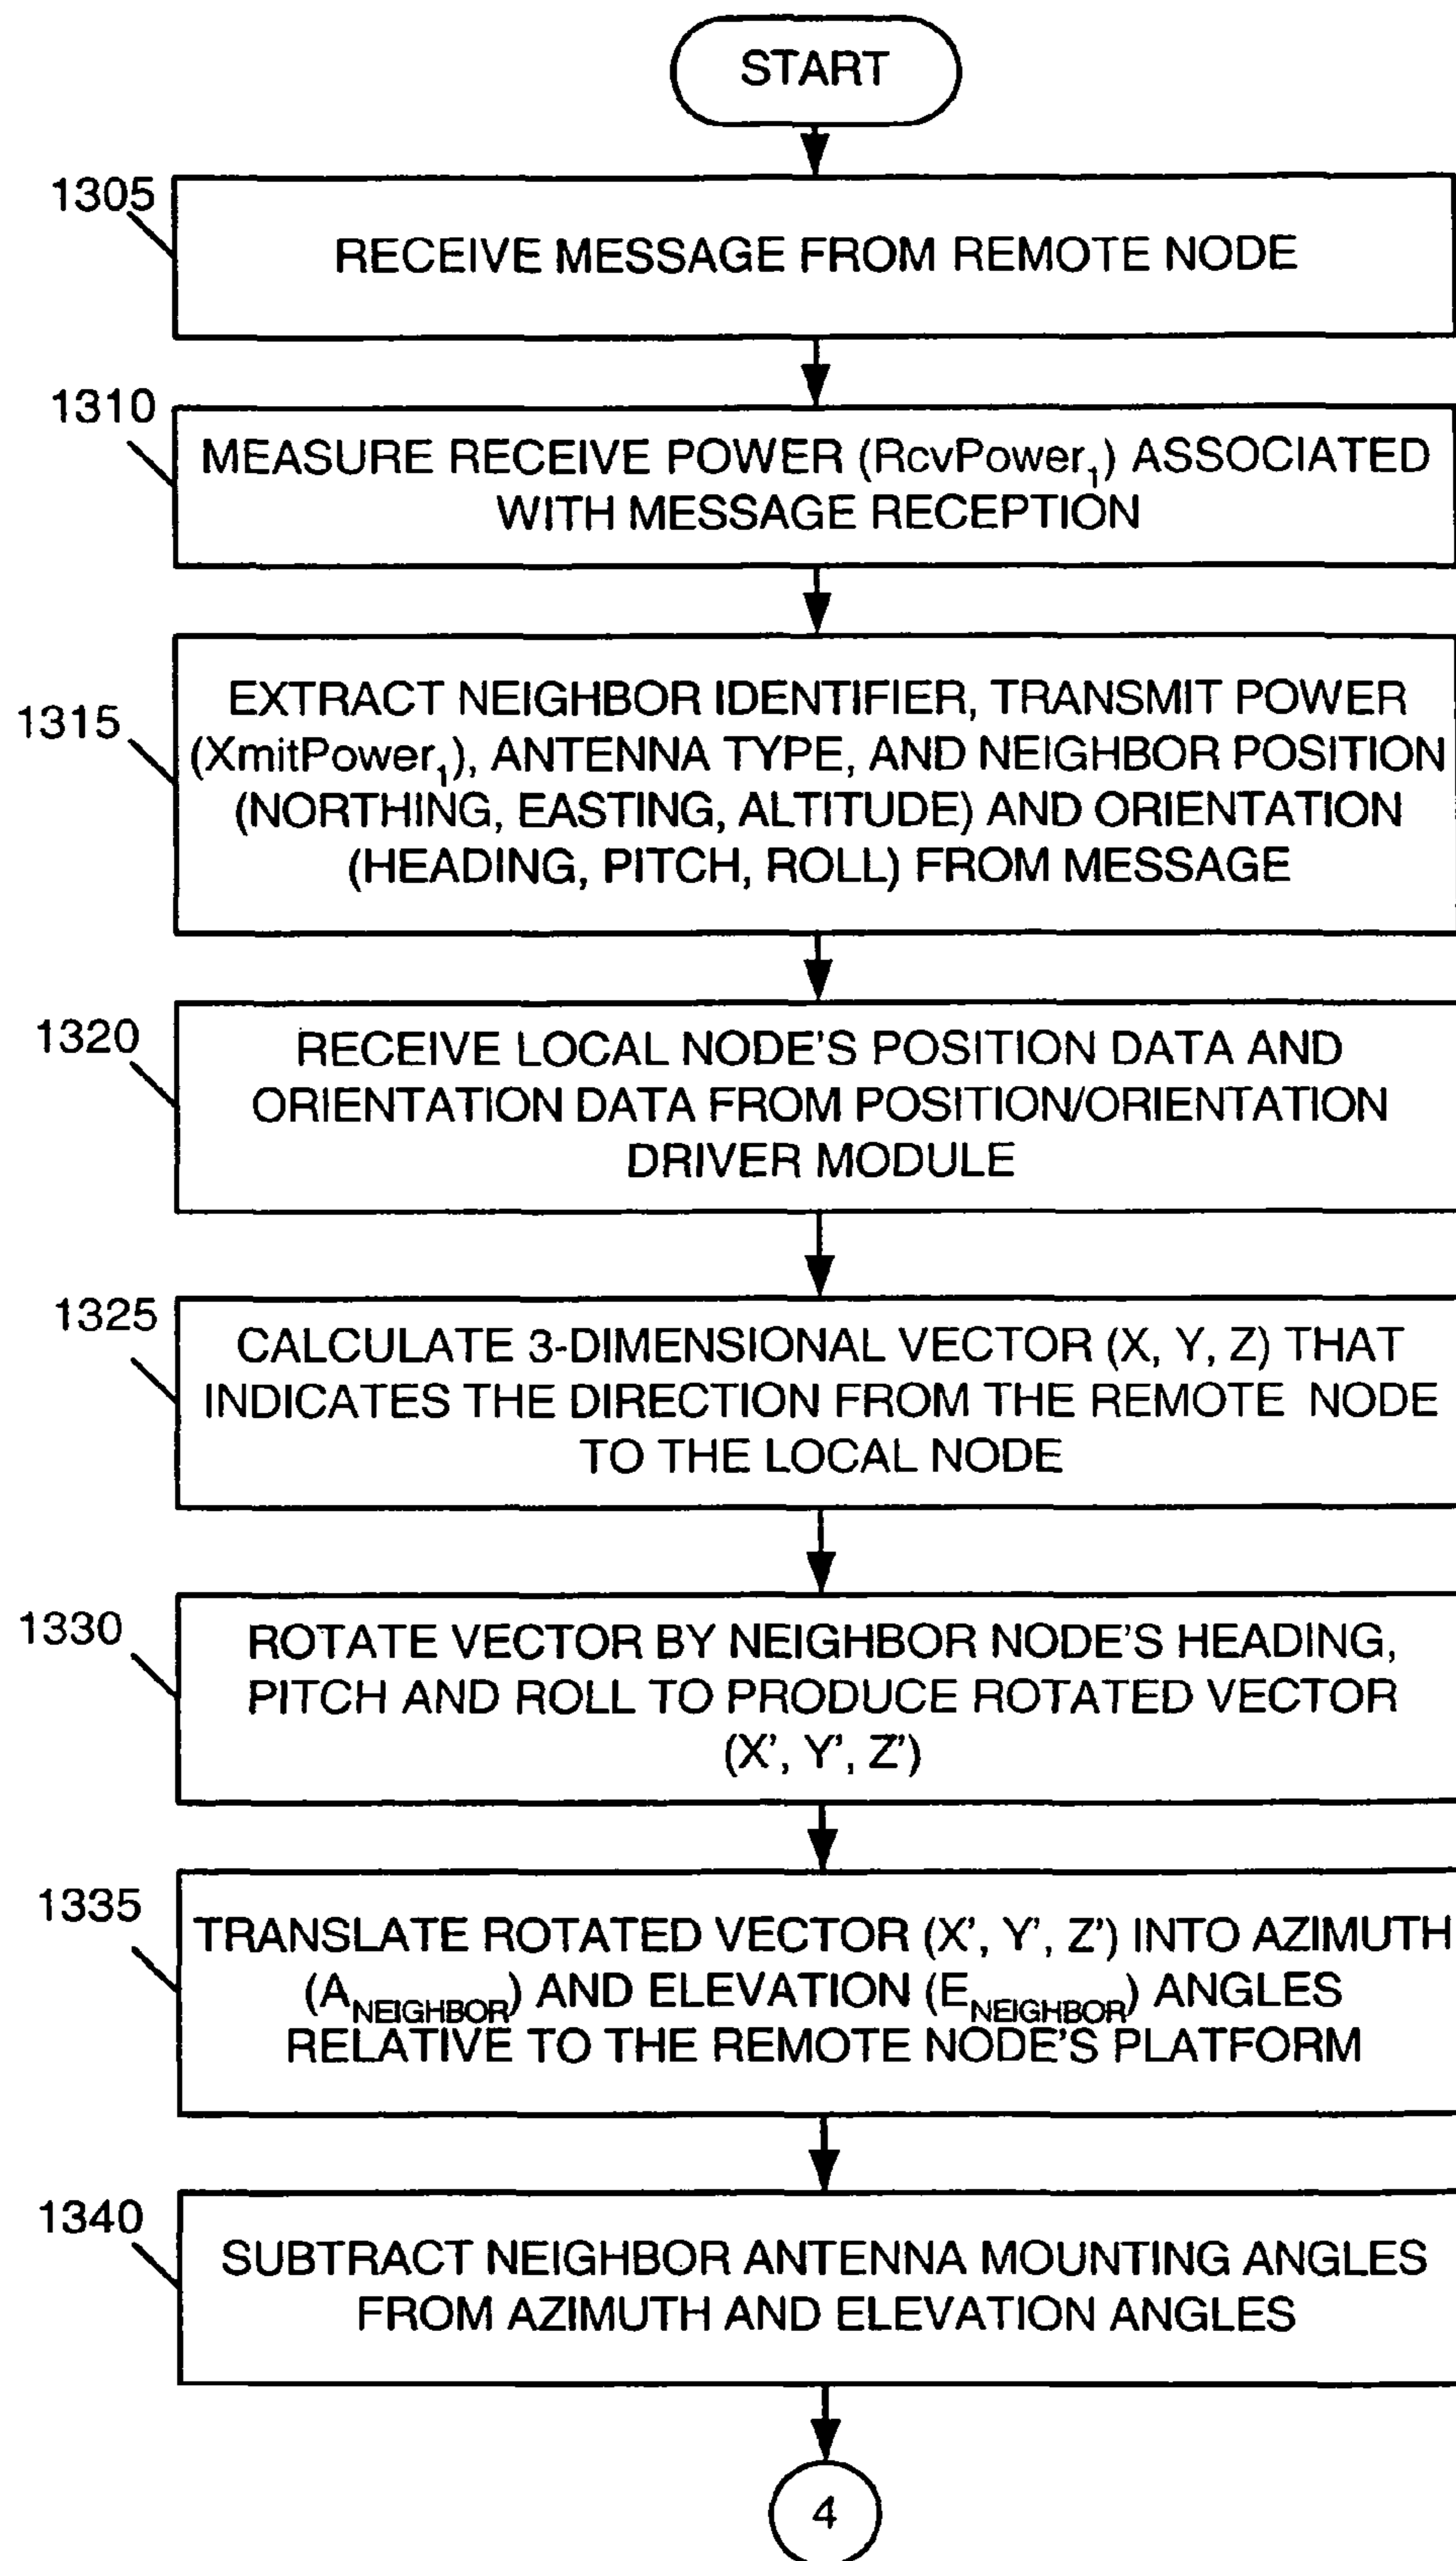 START
1305
RECEIVE MESSAGE FROM REMOTE NODE
1310
MEASURE RECEIVE POWER (RcvPower₁) ASSOCIATED
WITH MESSAGE RECEPTION
1315
EXTRACT NEIGHBOR IDENTIFIER, TRANSMIT POWER
(XmitPower₁), ANTENNA TYPE, AND NEIGHBOR POSITION
(NORTHING, EASTING, ALTITUDE) AND ORIENTATION
(HEADING, PITCH, ROLL) FROM MESSAGE
1320
RECEIVE LOCAL NODE'S POSITION DATA AND
ORIENTATION DATA FROM POSITION/ORIENTATION
DRIVER MODULE
1325
CALCULATE 3-DIMENSIONAL VECTOR (X, Y, Z) THAT
INDICATES THE DIRECTION FROM THE REMOTE NODE
TO THE LOCAL NODE
1330
ROTATE VECTOR BY NEIGHBOR NODE'S HEADING,
PITCH AND ROLL TO PRODUCE ROTATED VECTOR
(X', Y', Z')
1335
TRANSLATE ROTATED VECTOR (X', Y', Z') INTO AZIMUTH
(A_NEIGHBOR) AND ELEVATION (E_NEIGHBOR) ANGLES
RELATIVE TO THE REMOTE NODE'S PLATFORM
1340
SUBTRACT NEIGHBOR ANTENNA MOUNTING ANGLES
FROM AZIMUTH AND ELEVATION ANGLES
4